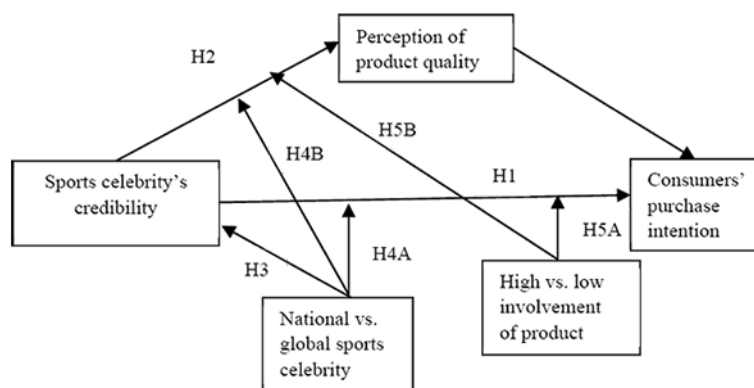 Perception of
product quality
H2
H5B
H4B
Sports celebrity's
credibility
H1
Consumers'
purchase
intention
H3
H4A
H5A
National vs.
global sports
celebrity
High vs. low
involvement
of product